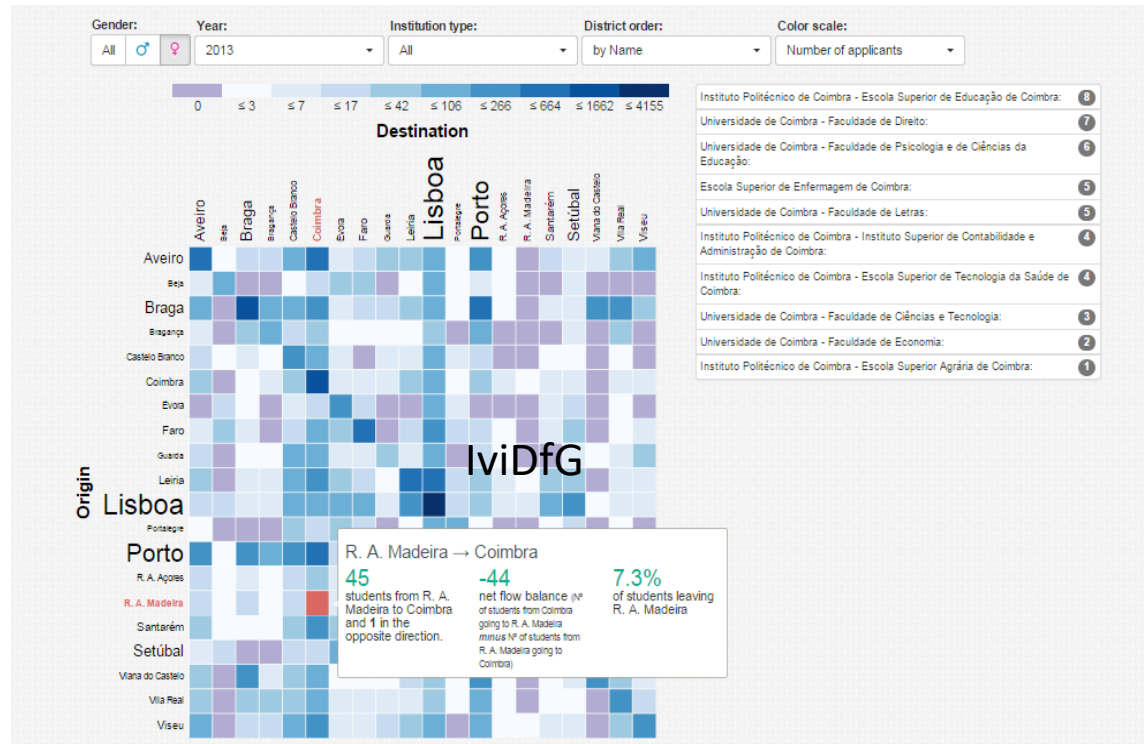 Gender:
Year:
Institution type:
District order:
Color scale:
All
2013
All
by Name
Number of applicants
0
≤ 3
≤ 7
≤ 17
≤ 42
≤ 106
≤ 266
≤ 664
≤ 1662
≤ 4155
Destination
Aveiro
Beja
Braga
Bragança
Castelo Branco
Coimbra
Évora
Faro
Guarda
Leiria
Lisboa
Portalegre
Porto
R. A. Açores
R. A. Madeira
Santarém
Setúbal
Viana do Castelo
Vila Real
Viseu
Origin
Aveiro
Beja
Braga
Bragança
Castelo Branco
Coimbra
Évora
Faro
Guarda
Leiria
Lisboa
Portalegre
Porto
R. A. Açores
R. A. Madeira
Santarém
Setúbal
Viana do Castelo
Vila Real
Viseu
IviDfG
R. A. Madeira → Coimbra
45
students from R. A.
Madeira to Coimbra
and 1 in the
opposite direction.
-44
net flow balance (Nº
of students from Coimbra
going to R. A. Madeira
minus Nº of students from
R. A. Madeira going to
Coimbra)
7.3%
of students leaving
R. A. Madeira
Instituto Politécnico de Coimbra - Escola Superior de Educação de Coimbra: 8
Universidade de Coimbra - Faculdade de Direito: 7
Universidade de Coimbra - Faculdade de Psicologia e de Ciências da 6
Educação:
Escola Superior de Enfermagem de Coimbra: 5
Universidade de Coimbra - Faculdade de Letras: 5
Instituto Politécnico de Coimbra - Instituto Superior de Contabilidade e 4
Administração de Coimbra:
Instituto Politécnico de Coimbra - Escola Superior de Tecnologia da Saúde de 4
Coimbra:
Universidade de Coimbra - Faculdade de Ciências e Tecnologia: 3
Universidade de Coimbra - Faculdade de Economia: 2
Instituto Politécnico de Coimbra - Escola Superior Agrária de Coimbra: 1